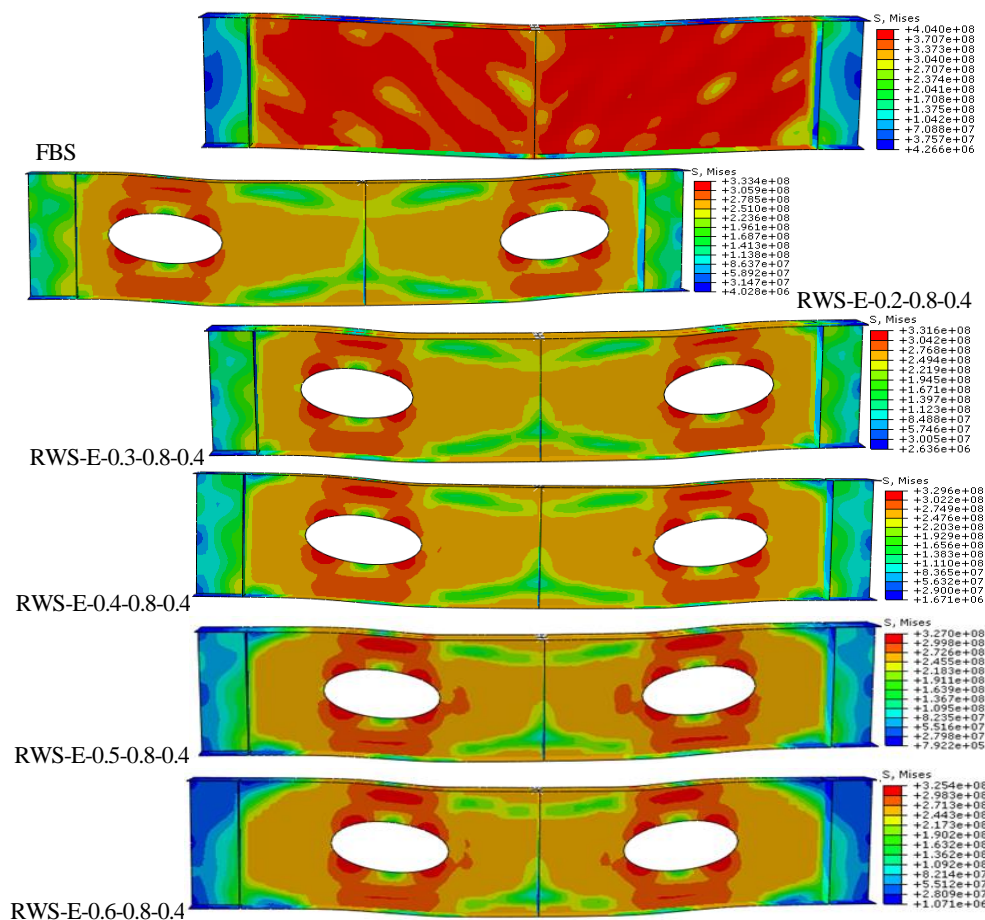 S, Mises
+4.040e+08
+3.707e+08
+3.373e+08
+3.040e+08
+2.707e+08
+2.374e+08
+2.041e+08
+1.708e+08
+1.375e+08
+1.042e+08
+7.088e+07
+3.757e+07
+4.266e+06
FBS
S, Mises
+3.334e+08
+3.059e+08
+2.785e+08
+2.510e+08
+2.236e+08
+1.961e+08
+1.687e+08
+1.413e+08
+1.138e+08
+8.637e+07
+5.892e+07
+3.147e+07
+4.028e+06
RWS-E-0.2-0.8-0.4
S, Mises
+3.316e+08
+3.042e+08
+2.768e+08
+2.494e+08
+2.219e+08
+1.945e+08
+1.671e+08
+1.397e+08
+1.123e+08
+8.488e+07
+5.746e+07
+3.005e+07
+2.636e+06
RWS-E-0.3-0.8-0.4
S, Mises
+3.296e+08
+3.022e+08
+2.749e+08
+2.476e+08
+2.203e+08
+1.929e+08
+1.656e+08
+1.383e+08
+1.110e+08
+8.365e+07
+5.632e+07
+2.900e+07
+1.671e+06
RWS-E-0.4-0.8-0.4
S, Mises
+3.270e+08
+2.998e+08
+2.726e+08
+2.455e+08
+2.183e+08
+1.911e+08
+1.639e+08
+1.367e+08
+1.095e+08
+8.235e+07
+5.516e+07
+2.798e+07
+7.922e+05
RWS-E-0.5-0.8-0.4
S, Mises
+3.254e+08
+2.983e+08
+2.713e+08
+2.443e+08
+2.173e+08
+1.902e+08
+1.632e+08
+1.362e+08
+1.092e+08
+8.214e+07
+5.512e+07
+2.809e+07
+1.071e+06
RWS-E-0.6-0.8-0.4